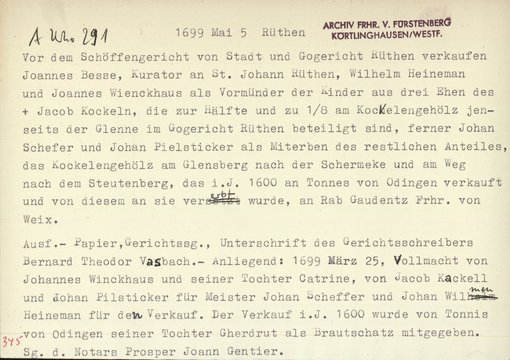 A Uho 291
1699 Mai 5 Rüthen
ARCHIV FRHR. V. FÜRSTENBERG
KÖRTLINGHAUSEN/WESTF.
Vor dem Schöffengericht von Stadt und Gogericht Rüthen verkaufen
Joannes Besse, Kurator an St. Johann Rüthen, Wilhelm Heineman
und Joannes Wienckhaus als Vormünder der Kinder aus drei Ehen des
+ Jacob Kockeln, die zur Hälfte und zu 1/8 am Kockelengehölz jen-
seits der Glenne im Gogericht Rüthen beteiligt sind, ferner Johan
Schefer und Johan Pielsticker als Miterben des restlichen Anteiles,
das Kockelengehölz am Glensberg nach der Schermeke und am Weg
nach dem Steutenberg, das i.J. 1600 an Tonnes von Odingen verkauft
und von diesem an sie vererbt wurde, an Rab Gaudentz Frhr. von
Weix.
Ausf.- Papier,Gerichtssg., Unterschrift des Gerichtsschreibers
Bernard Theodor Vasbach.- Anliegend: 1699 März 25, Vollmacht von
Johannes Winckhaus und seiner Tochter Catrine, von Jacob Kackell
und Johan Pilsticker für Meister Johan Scheffer und Johan Wilmen
Heineman für den Verkauf. Der Verkauf i.J. 1600 wurde von Tonnis
von Odingen seiner Tochter Gherdrut als Brautschatz mitgegeben.
345 Sg. d. Notars Prosper Joann Gentier.